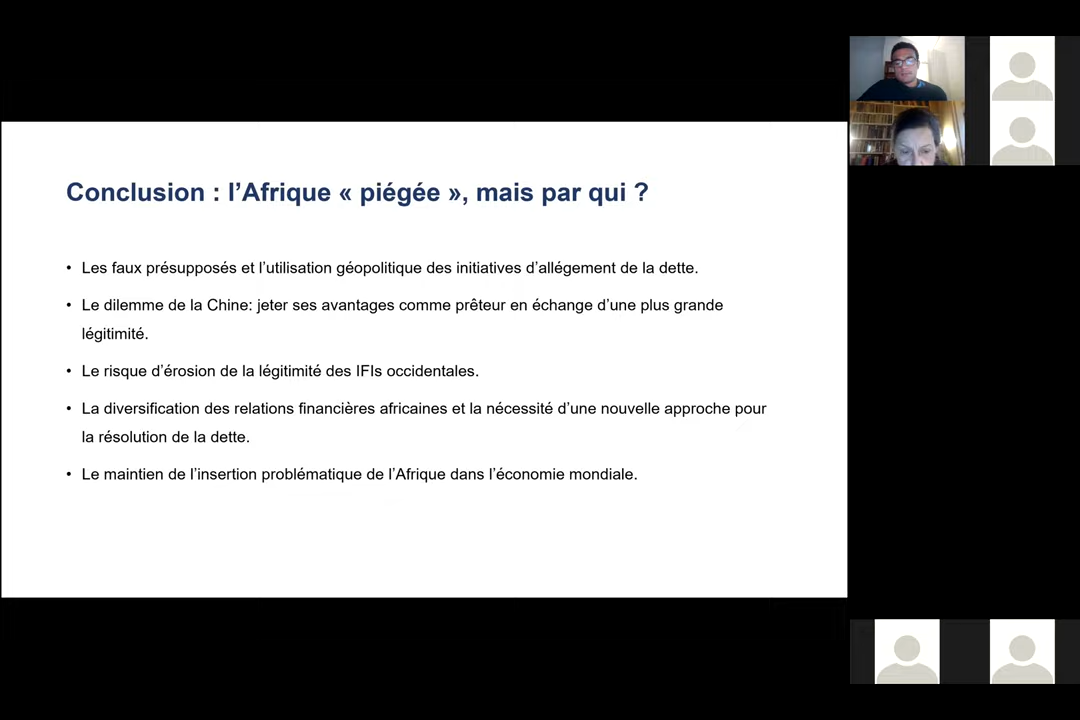 Conclusion : l’Afrique « piégée », mais par qui ?
• Les faux présupposés et l’utilisation géopolitique des initiatives d’allégement de la dette.
• Le dilemme de la Chine: jeter ses avantages comme prêteur en échange d’une plus grande
légitimité.
• Le risque d’érosion de la légitimité des IFIs occidentales.
• La diversification des relations financières africaines et la nécessité d’une nouvelle approche pour
la résolution de la dette.
• Le maintien de l’insertion problématique de l’Afrique dans l’économie mondiale.